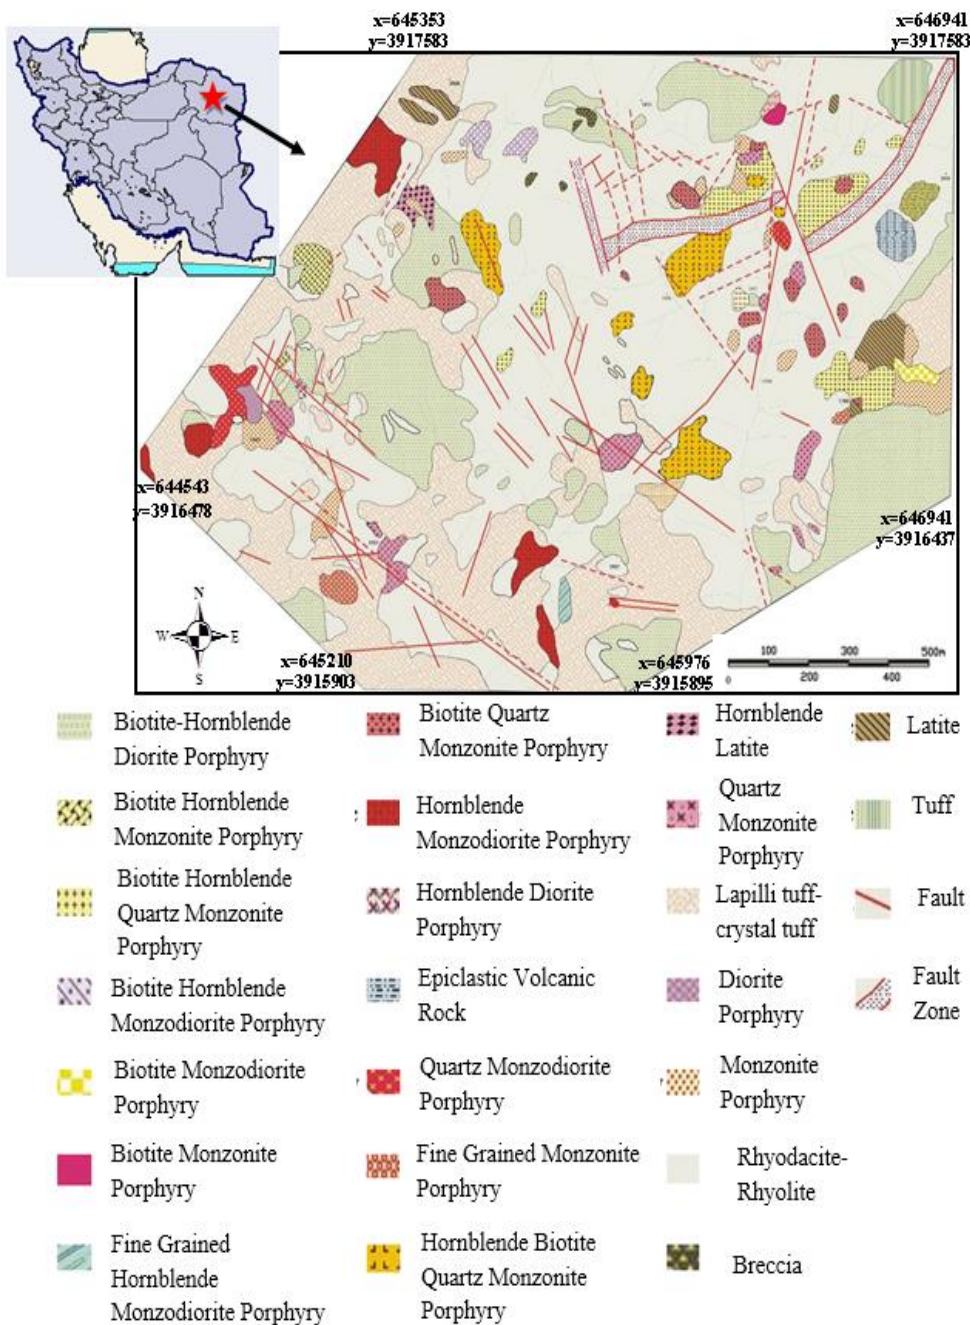 x=645353
y=3917583
x=646941
y=3917583
x=644543
y=3916478
x=646941
y=3916437
N
W E
S
x=645210
y=3915903
x=645976
y=3915895
100 300 500m
0 200 400
Biotite-Hornblende
Diorite Porphyry
Biotite Quartz
Monzonite Porphyry
Hornblende
Latite
Latite
Biotite Hornblende
Monzonite Porphyry
Hornblende
Monzodiorite Porphyry
Quartz
Monzonite
Porphyry
Tuff
Biotite Hornblende
Quartz Monzonite
Porphyry
Hornblende Diorite
Porphyry
Lapilli tuff-
crystal tuff
Fault
Biotite Hornblende
Monzodiorite Porphyry
Epiclastic Volcanic
Rock
Diorite
Porphyry
Fault
Zone
Biotite Monzodiorite
Porphyry
Quartz Monzodiorite
Porphyry
Monzonite
Porphyry
Biotite Monzonite
Porphyry
Fine Grained Monzonite
Porphyry
Rhyodacite-
Rhyolite
Fine Grained
Hornblende
Monzodiorite Porphyry
Hornblende Biotite
Quartz Monzonite
Porphyry
Breccia